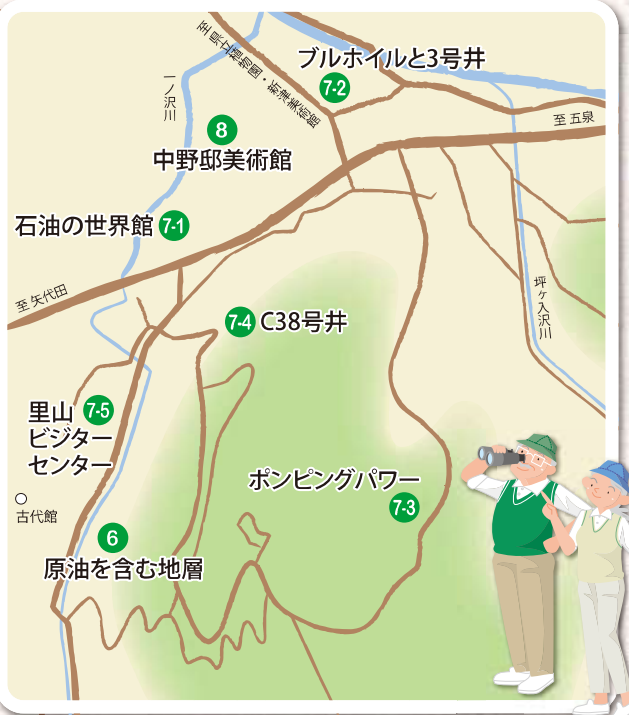 至 県立植物園・新津美術館
ブルホイルと3号井
7-2
一ノ沢川
至 五泉
8
中野邸美術館
石油の世界館 7-1
至 矢代田
坪ヶ入沢川
7-4 C38号井
里山 7-5
ビジター
センター
ポンピングパワー
7-3
古代館
6
原油を含む地層